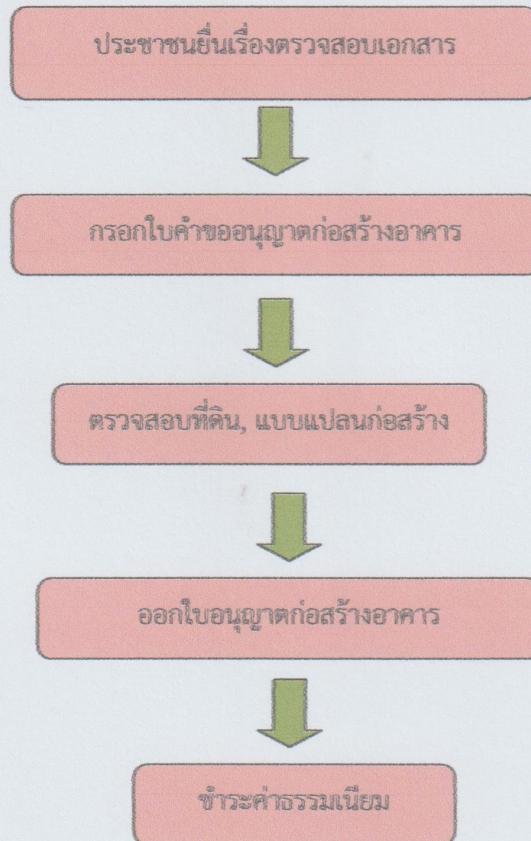 ประชาชนยื่นเรื่องตรวจสอบเอกสาร
กรอกใบคำขออนุญาตก่อสร้างอาคาร
ตรวจสอบที่ดิน, แบบแปลนก่อสร้าง
ออกใบอนุญาตก่อสร้างอาคาร
ชำระค่าธรรมเนียม